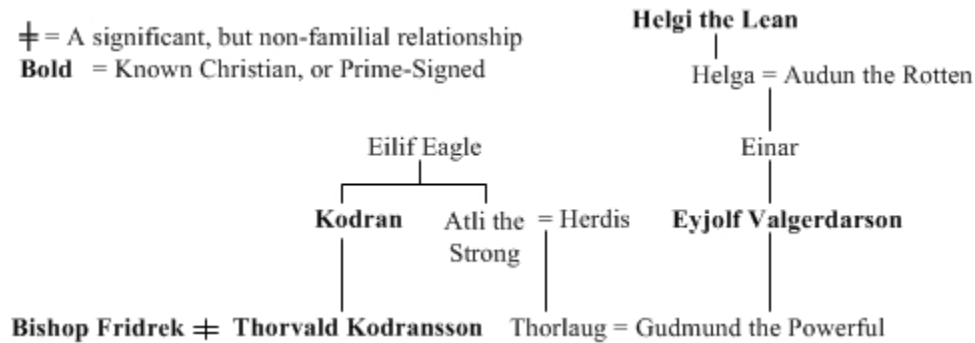 Helgi the Lean
⯒ = A significant, but non-familial relationship
Bold = Known Christian, or Prime-Signed
Helga = Audun the Rotten
Eilif Eagle
Einar
Kodran
Atli the = Herdis
Strong
Eyjolf Valgerdarson
Bishop Fridrek ⯒ Thorvald Kodransson
Thorlaug = Gudmund the Powerful